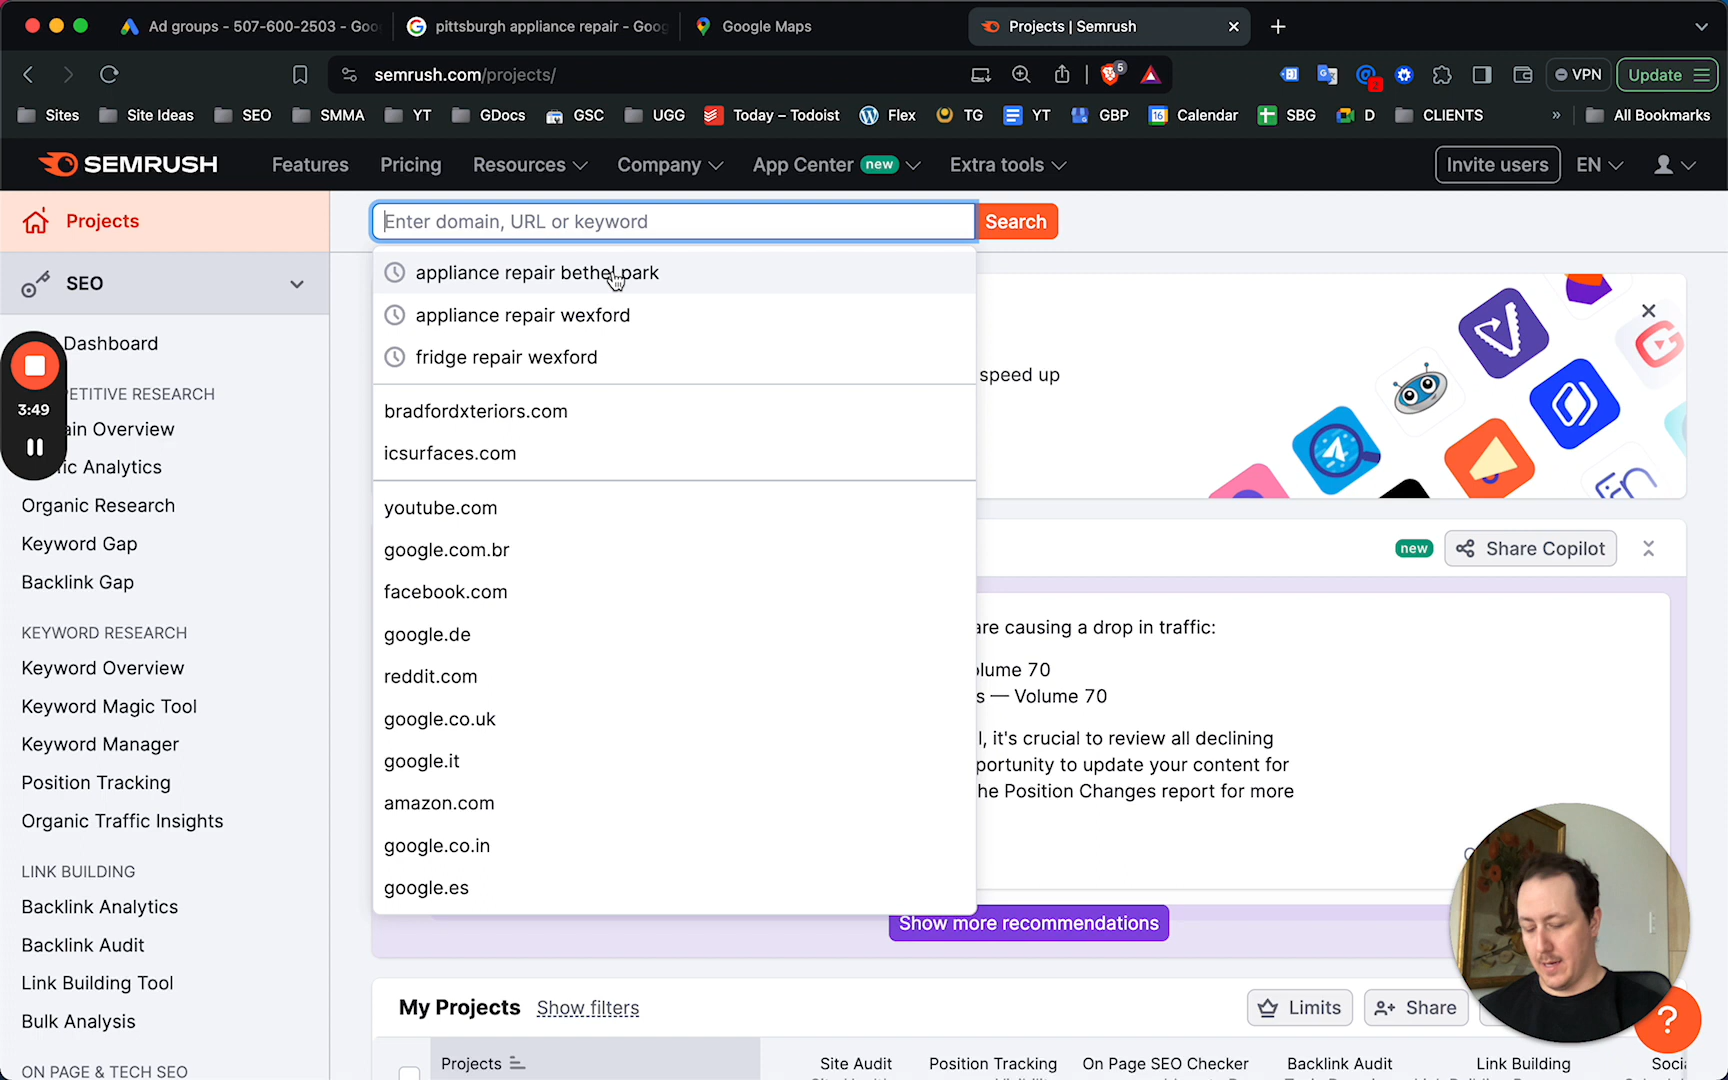 Ad groups - 507-600-2503 - Goo
pittsburgh appliance repair - Goog
Google Maps
Projects | Semrush
semrush.com/projects/
5
2
VPN
Update
Sites
Site Ideas
SEO
SMMA
YT
GDocs
GSC
UGG
Today – Todoist
Flex
TG
YT
GBP
16
Calendar
SBG
D
CLIENTS
»
All Bookmarks
SEMRUSH
Features
Pricing
Resources
Company
App Center new
Extra tools
Invite users
EN
Projects
Enter domain, URL or keyword
Search
SEO
appliance repair bethel park
appliance repair wexford
fridge repair wexford
bradfordxteriors.com
icsurfaces.com
youtube.com
google.com.br
facebook.com
google.de
reddit.com
google.co.uk
google.it
amazon.com
google.co.in
google.es
Dashboard
3:49
ETITIVE RESEARCH
ain Overview
ic Analytics
Organic Research
Keyword Gap
Backlink Gap
KEYWORD RESEARCH
Keyword Overview
Keyword Magic Tool
Keyword Manager
Position Tracking
Organic Traffic Insights
LINK BUILDING
Backlink Analytics
Backlink Audit
Link Building Tool
Bulk Analysis
ON PAGE & TECH SEO
speed up
new
Share Copilot
are causing a drop in traffic:
lume 70
s — Volume 70
l, it's crucial to review all declining
portunity to update your content for
he Position Changes report for more
Show more recommendations
My Projects
Show filters
Limits
Share
?
Projects
Site Audit
Position Tracking
On Page SEO Checker
Backlink Audit
Link Building
Socia